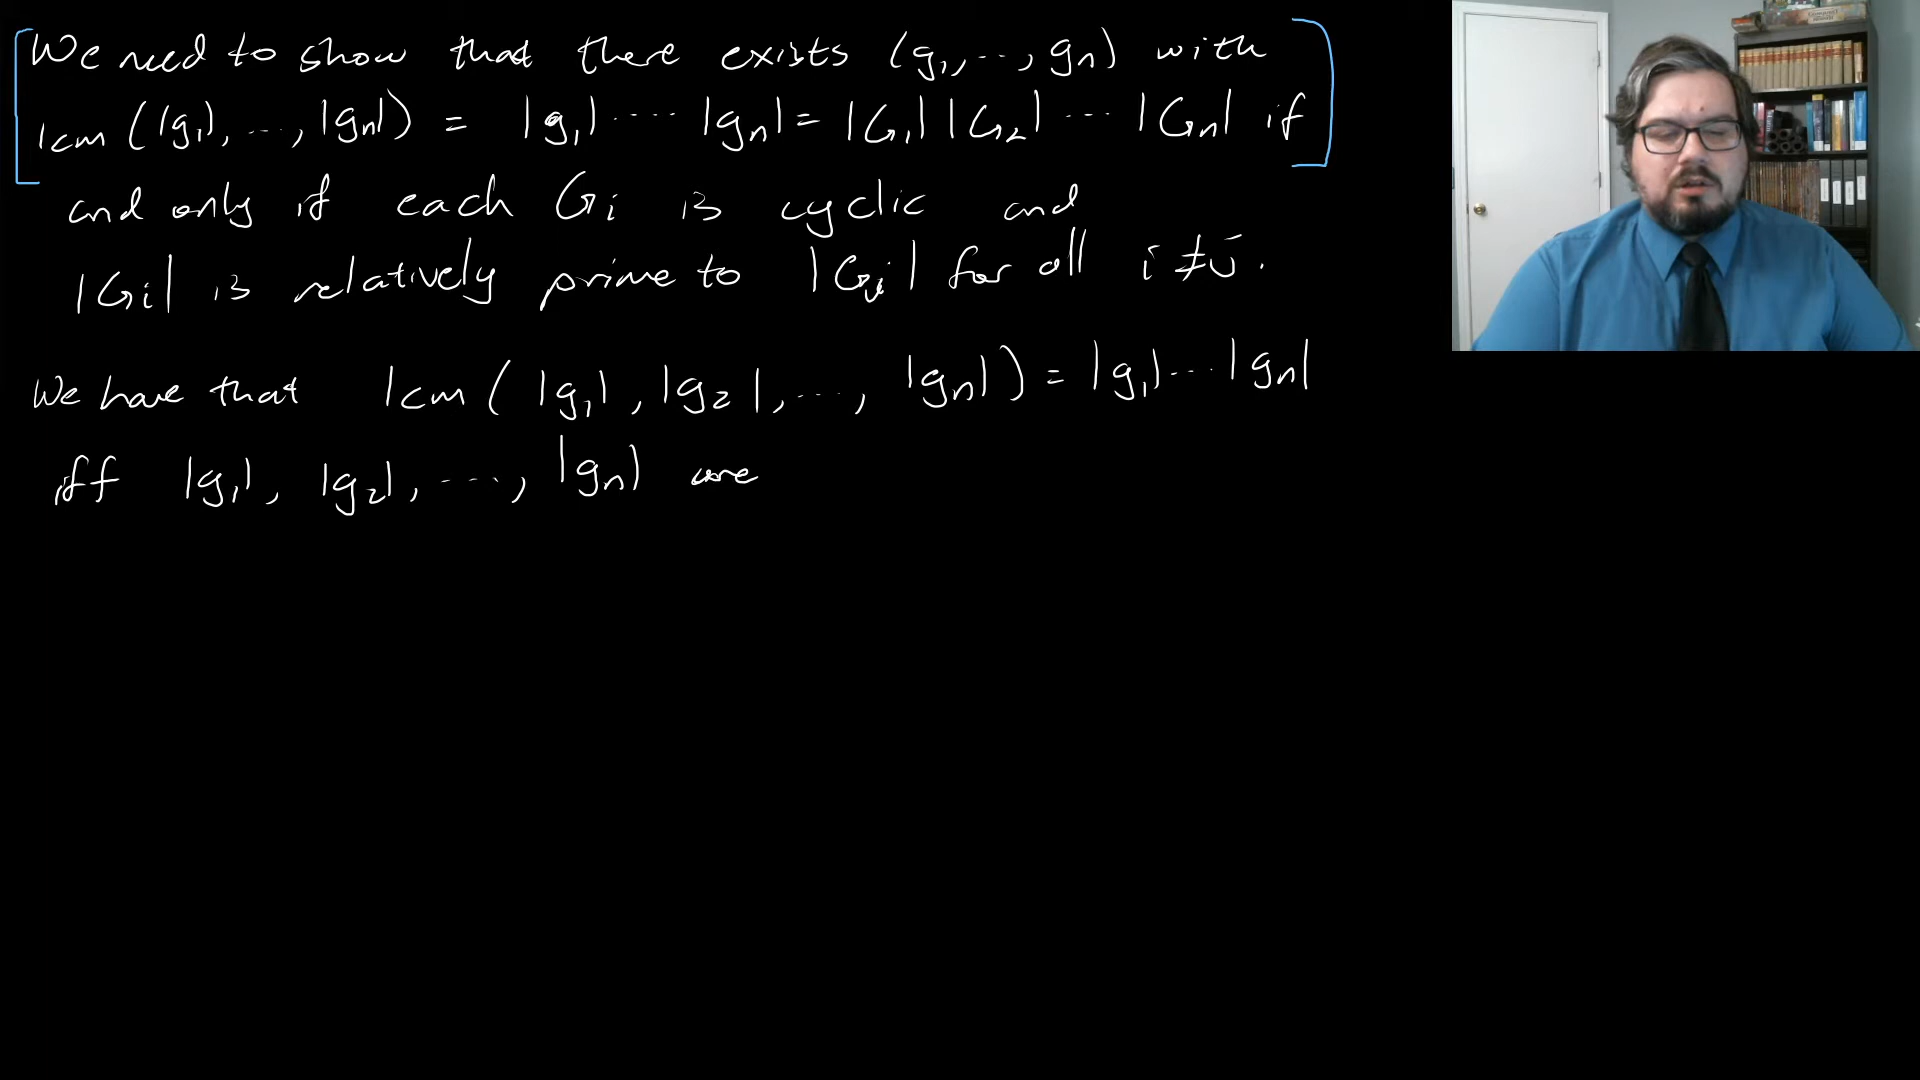 We need to show that there exists (g₁, ..., gₙ) with
lcm (|g₁|, ..., |gₙ|) = |g₁| ···· |gₙ| = |G₁| |G₂| ··· |Gₙ| if
and only if each Gᵢ is cyclic and
|Gᵢ| is relatively prime to |Gⱼ| for all i ≠ j.
We have that lcm ( |g₁|, |g₂|, ..., |gₙ| ) = |g₁| ··· |gₙ|
iff |g₁|, |g₂|, ..., |gₙ| are